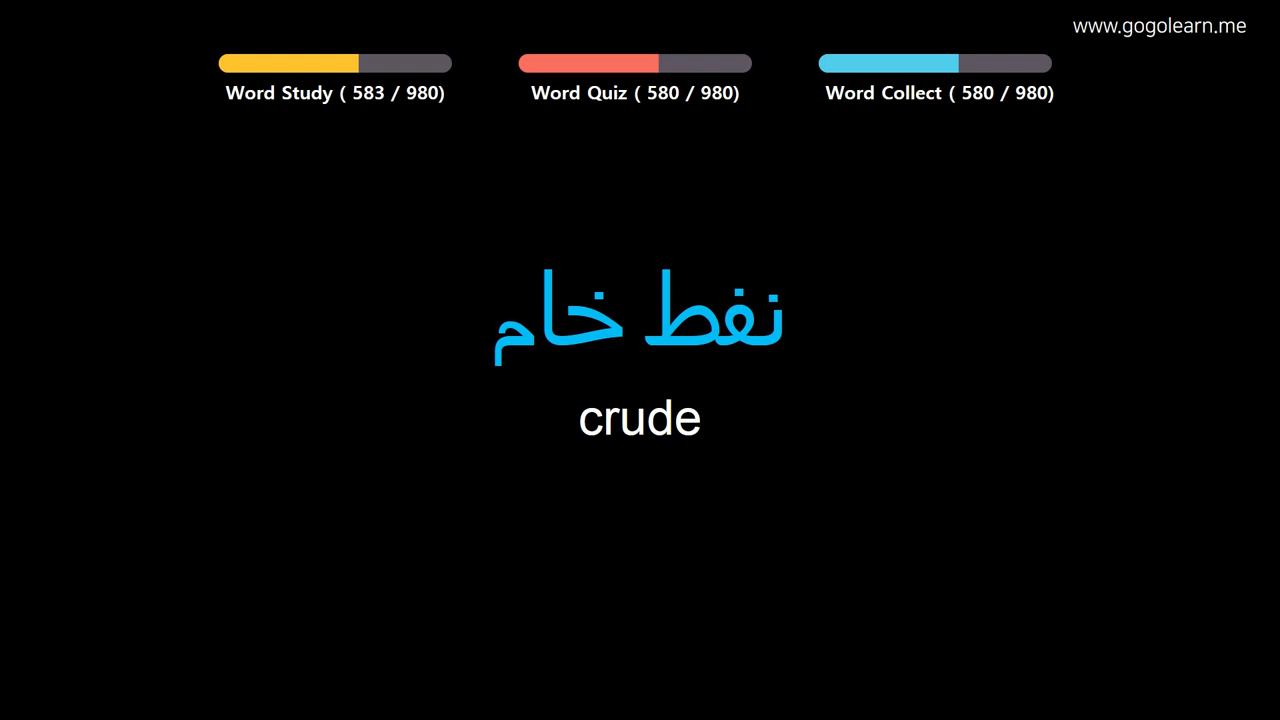 www.gogolearn.me
Word Study ( 583 / 980)
Word Quiz ( 580 / 980)
Word Collect ( 580 / 980)
نفط خام
crude